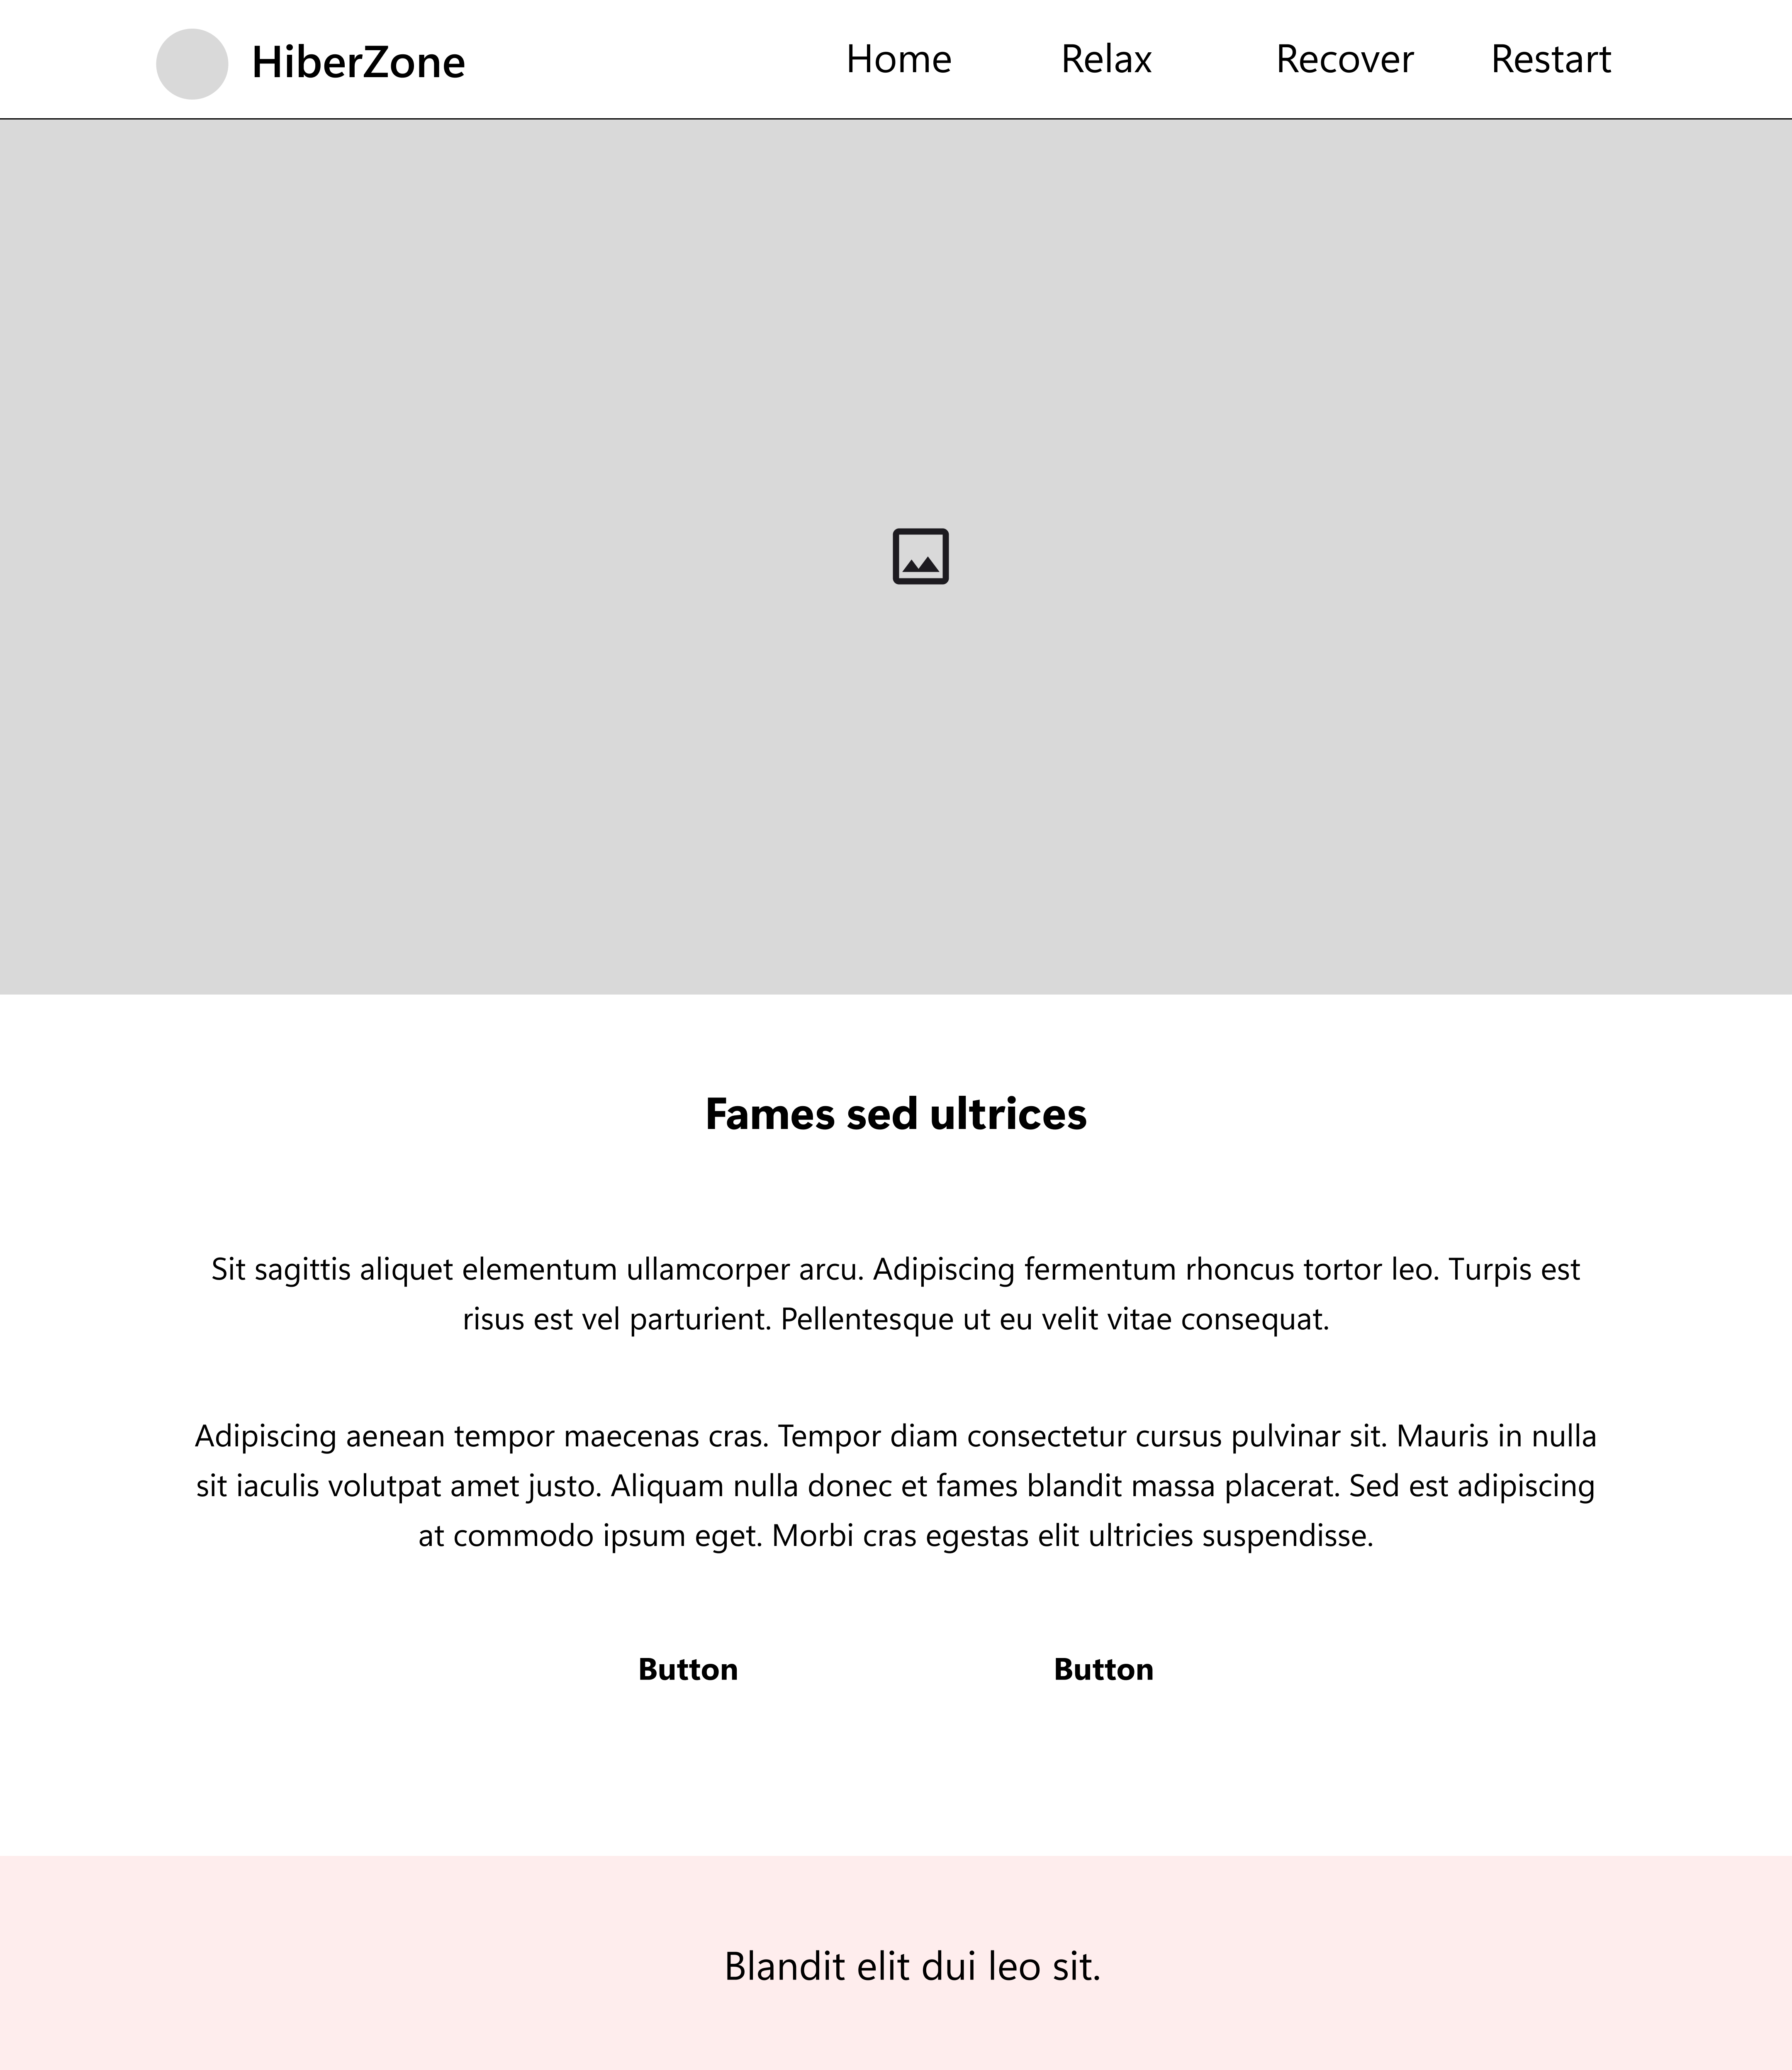 HiberZone
Home Relax Recover Restart
Fames sed ultrices
Sit sagittis aliquet elementum ullamcorper arcu. Adipiscing fermentum rhoncus tortor leo. Turpis est
risus est vel parturient. Pellentesque ut eu velit vitae consequat.
Adipiscing aenean tempor maecenas cras. Tempor diam consectetur cursus pulvinar sit. Mauris in nulla
sit iaculis volutpat amet justo. Aliquam nulla donec et fames blandit massa placerat. Sed est adipiscing
at commodo ipsum eget. Morbi cras egestas elit ultricies suspendisse.
Button Button
Blandit elit dui leo sit.